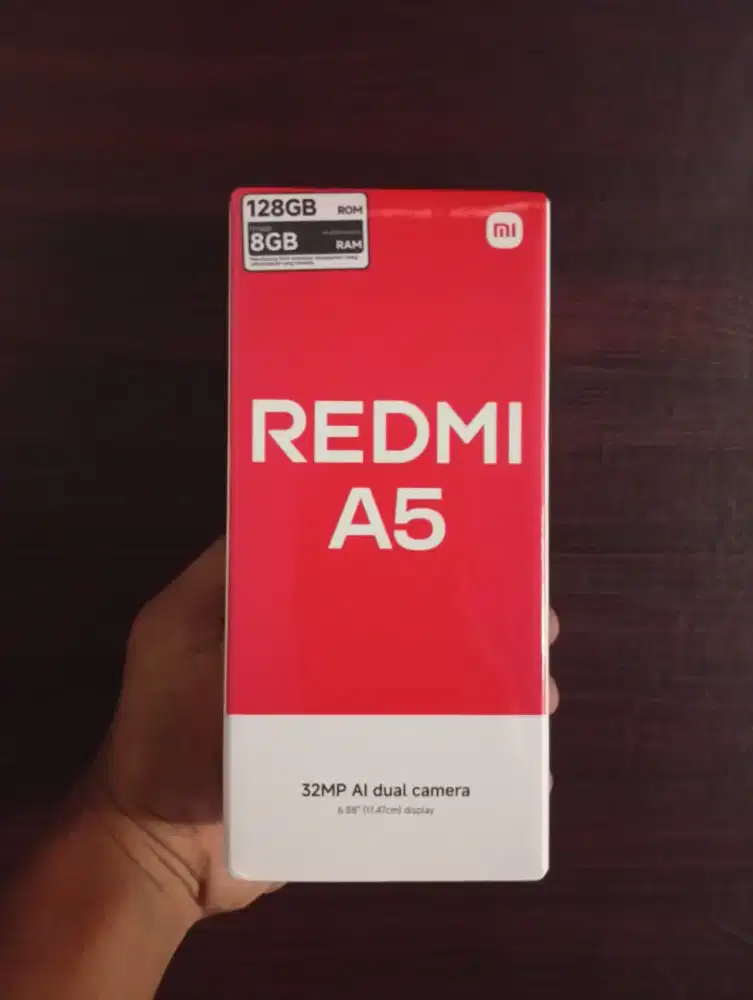 128GB ROM
8GB RAM
mi
REDMI
A5
32MP AI dual camera
6.88" (17.47cm) display